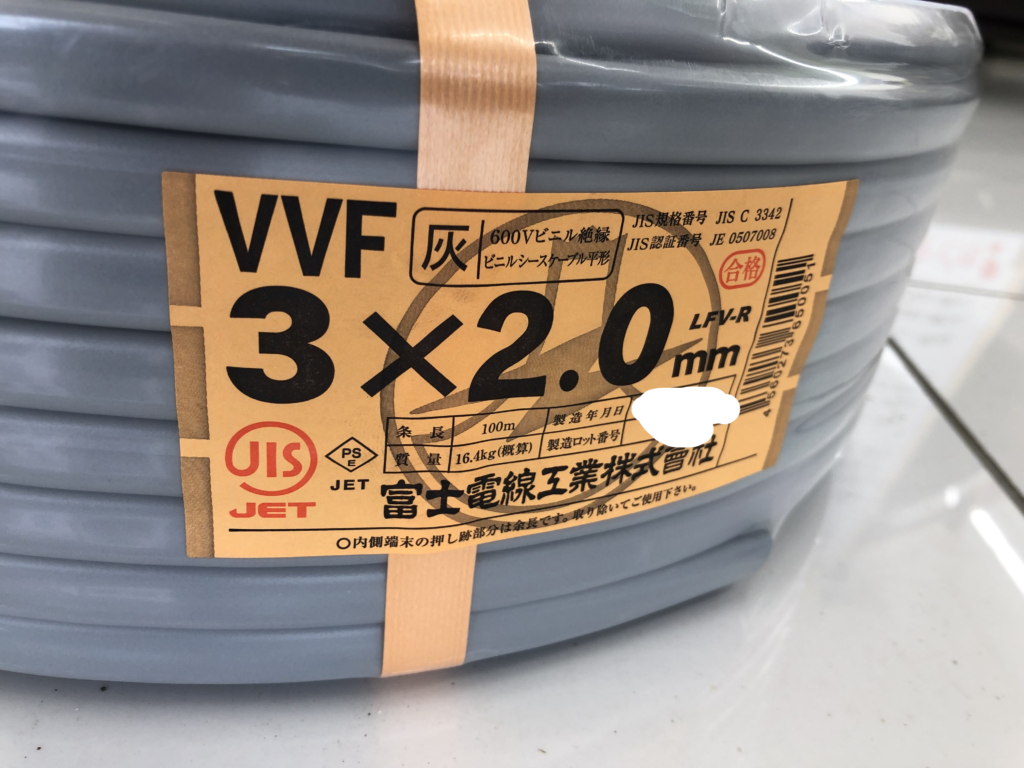 VVF
灰
600Vビニル絶縁
ビニルシースケーブル平形
JIS規格番号 JIS C 3342
JIS認証番号 JE 0507008
合格
3×2.0mm
LFV-R
4 560273 650051
条長 100m 製造年月日
質量 16.4kg(概算) 製造ロット番号
JIS
JET
PS
E
JET
富士電線工業株式會社
○内側端末の押し跡部分は余長です。取り除いてご使用下さい。